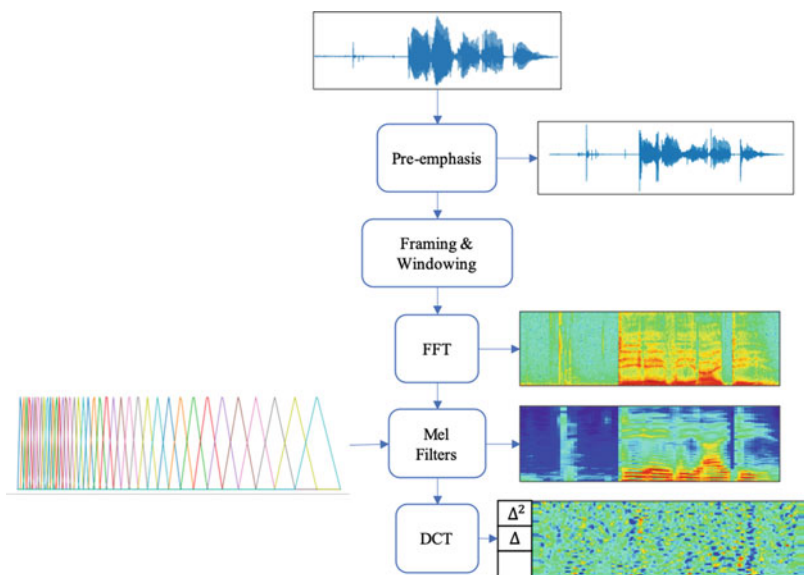 Pre-emphasis
Framing &
Windowing
FFT
Mel
Filters
DCT
Δ²
Δ